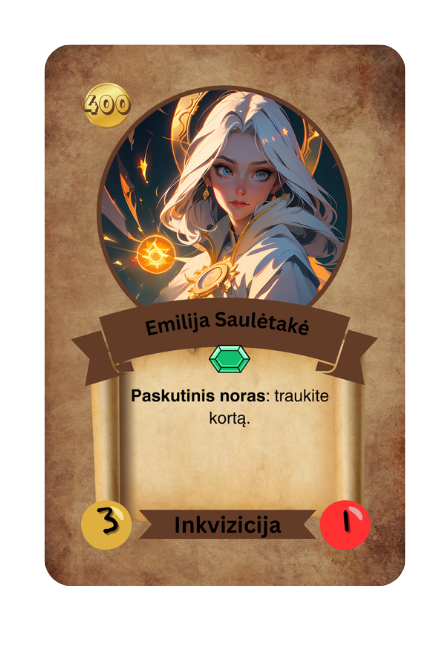 400
Emilija Saulėtakė
Paskutinis noras: traukite
kortą.
3
Inkvizicija
1